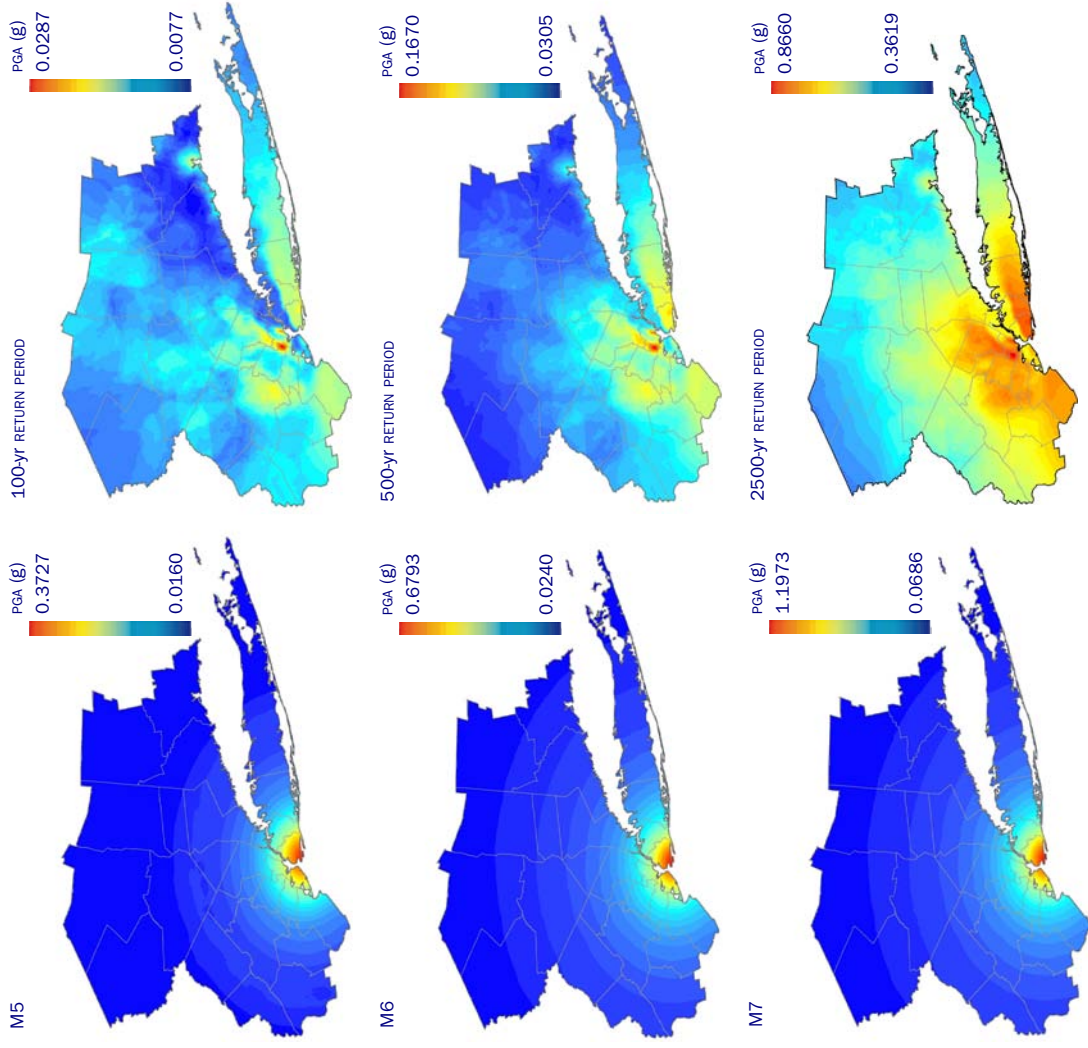 M5
PGA (g)
0.3727
0.0160
M6
PGA (g)
0.6793
0.0240
M7
PGA (g)
1.1973
0.0686
100-yr RETURN PERIOD
PGA (g)
0.0287
0.0077
500-yr RETURN PERIOD
PGA (g)
0.1670
0.0305
2500-yr RETURN PERIOD
PGA (g)
0.8660
0.3619